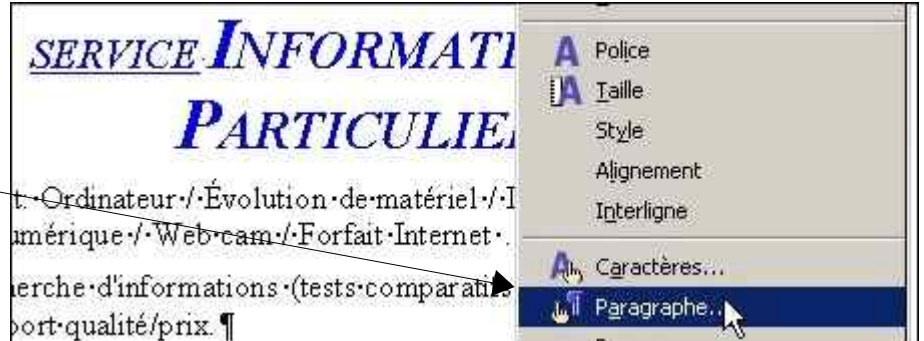 SERVICE INFORMATI
PARTICULIE
t.·Ordinateur·/·Évolution·de·matériel·/·
umérique·/·Web·cam·/·Forfait·Internet·.
erche·d'informations·(tests·comparatifs
port·qualité/prix.¶
Police
Taille
Style
Alignement
Interligne
Caractères...
Paragraphe...